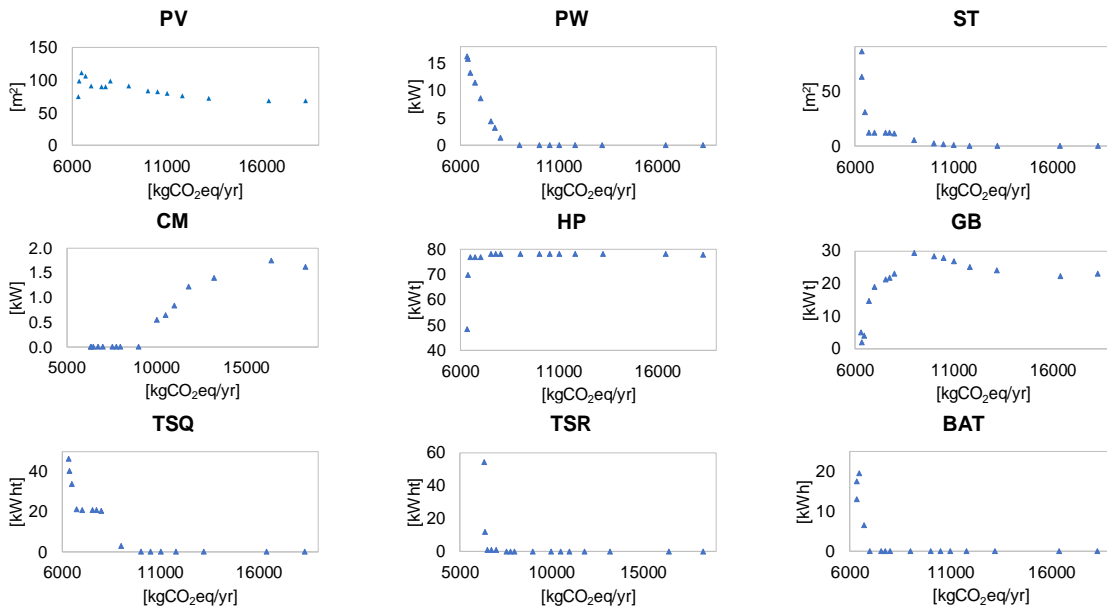 PV
150
100
50
0
[m²]
6000 11000 16000
[kgCO₂eq/yr]
PW
15
10
5
0
[kW]
6000 11000 16000
[kgCO₂eq/yr]
ST
50
0
[m²]
6000 11000 16000
[kgCO₂eq/yr]
CM
2.0
1.5
1.0
0.5
0.0
[kW]
5000 10000 15000
[kgCO₂eq/yr]
HP
80
70
60
50
40
[kWt]
6000 11000 16000
[kgCO₂eq/yr]
GB
30
20
10
0
[kWt]
6000 11000 16000
[kgCO₂eq/yr]
TSQ
40
20
0
[kWht]
6000 11000 16000
[kgCO₂eq/yr]
TSR
60
40
20
0
[kWht]
5000 10000 15000
[kgCO₂eq/yr]
BAT
20
10
0
[kWh]
6000 11000 16000
[kgCO₂eq/yr]